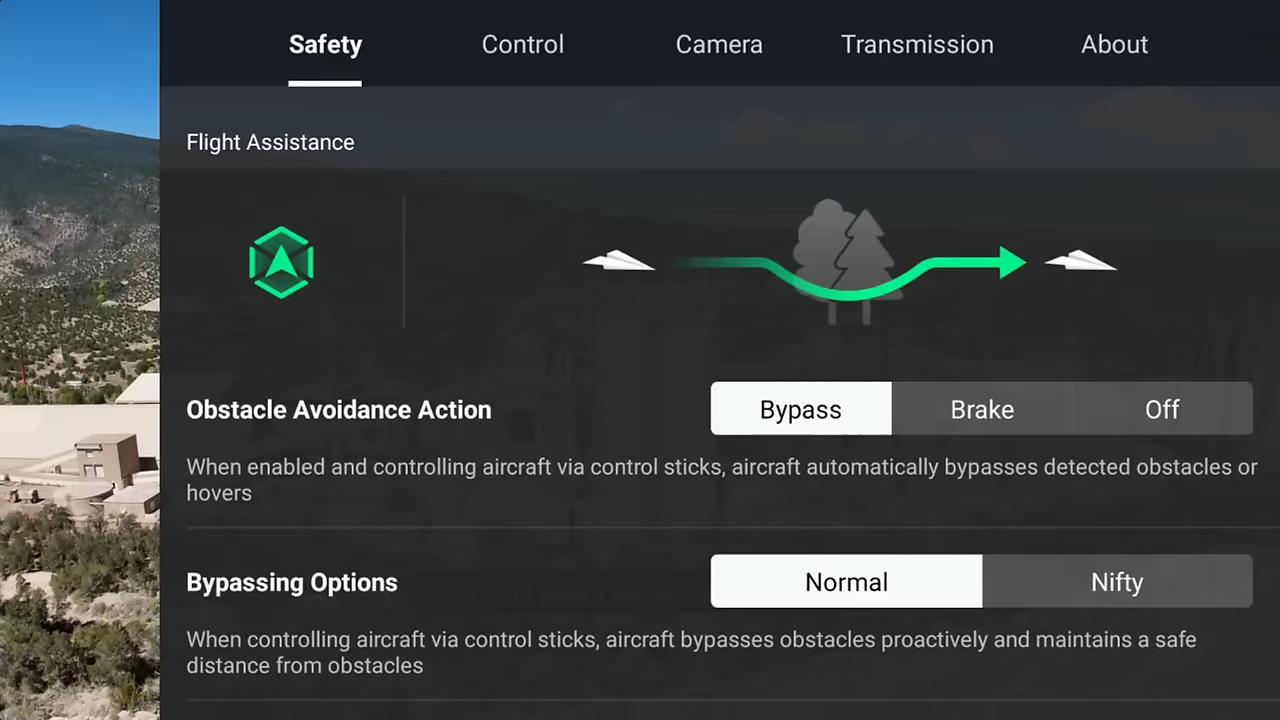 Safety Control Camera Transmission About
Flight Assistance
Obstacle Avoidance Action Bypass Brake Off
When enabled and controlling aircraft via control sticks, aircraft automatically bypasses detected obstacles or
hovers
Bypassing Options Normal Nifty
When controlling aircraft via control sticks, aircraft bypasses obstacles proactively and maintains a safe
distance from obstacles